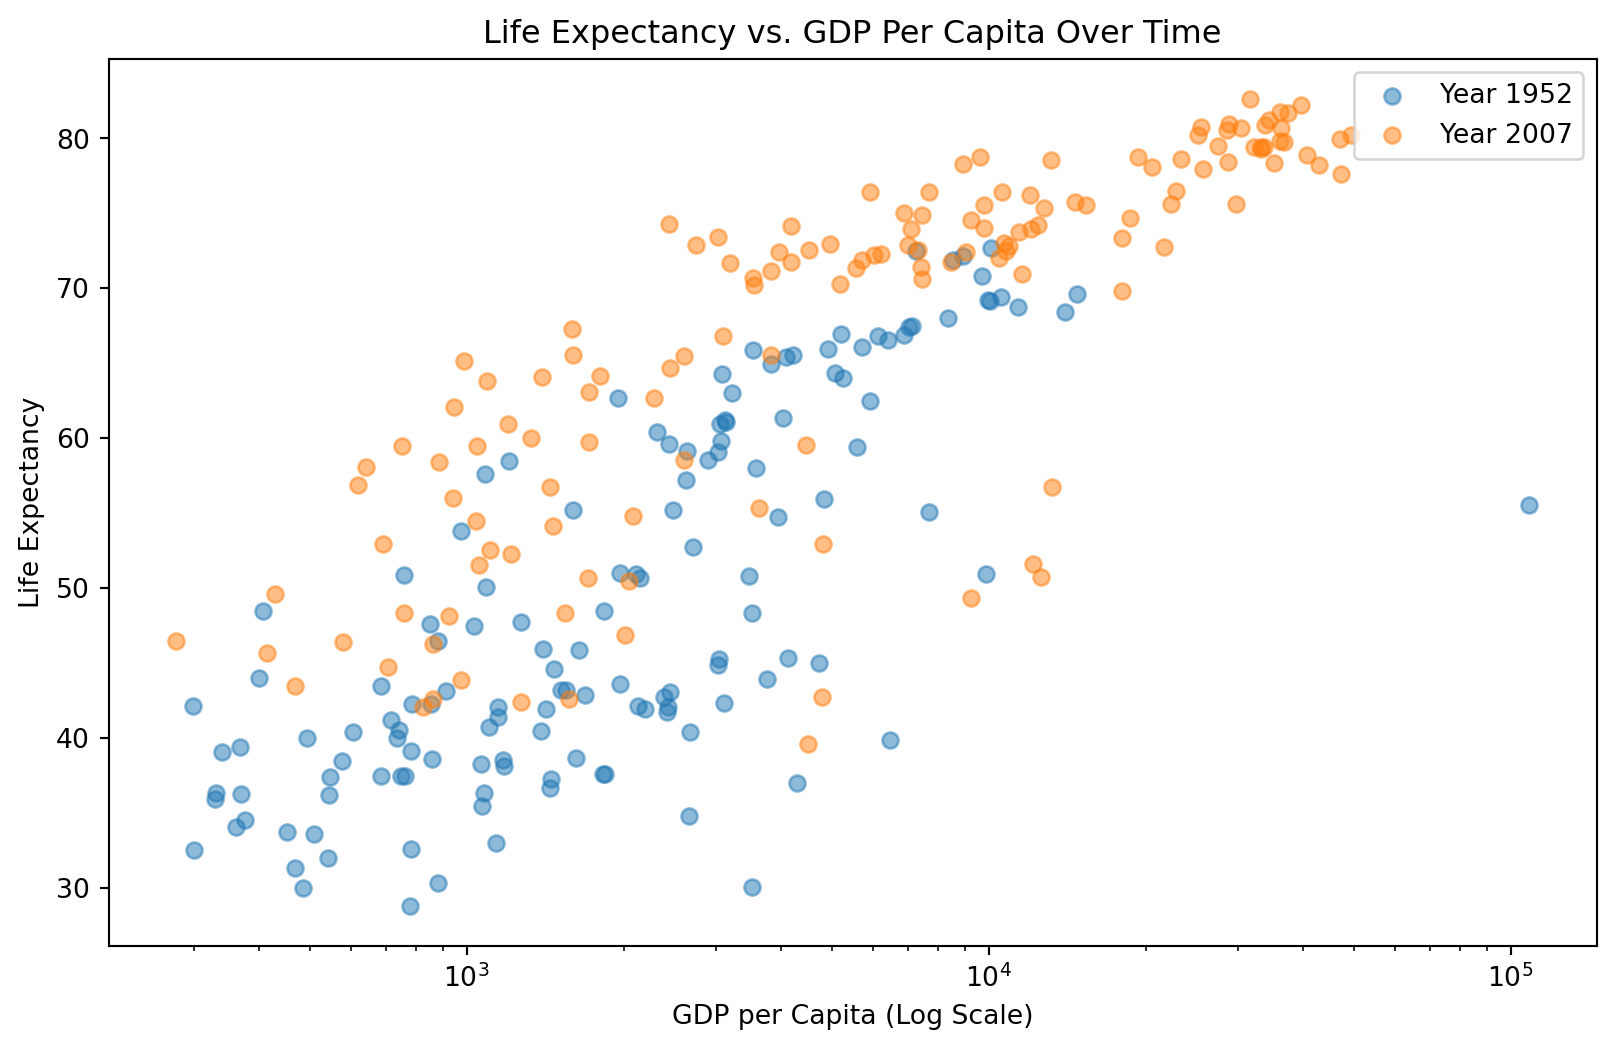 Life Expectancy vs. GDP Per Capita Over Time
Year 1952
Year 2007
Life Expectancy
80
70
60
50
40
30
10³
10⁴
10⁵
GDP per Capita (Log Scale)